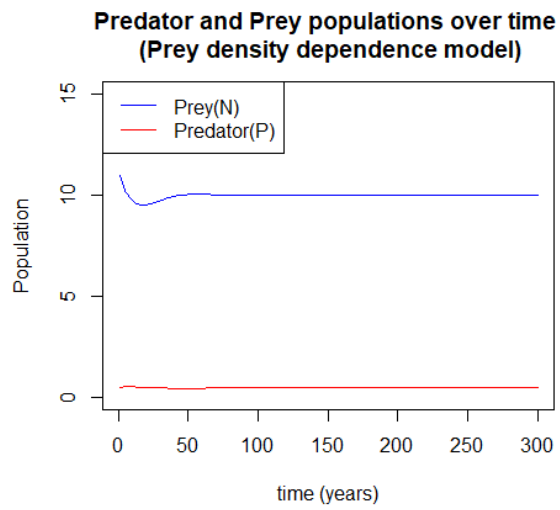 Predator and Prey populations over time
(Prey density dependence model)
Prey(N)
Predator(P)
Population
15
10
5
0
0
50
100
150
200
250
300
time (years)